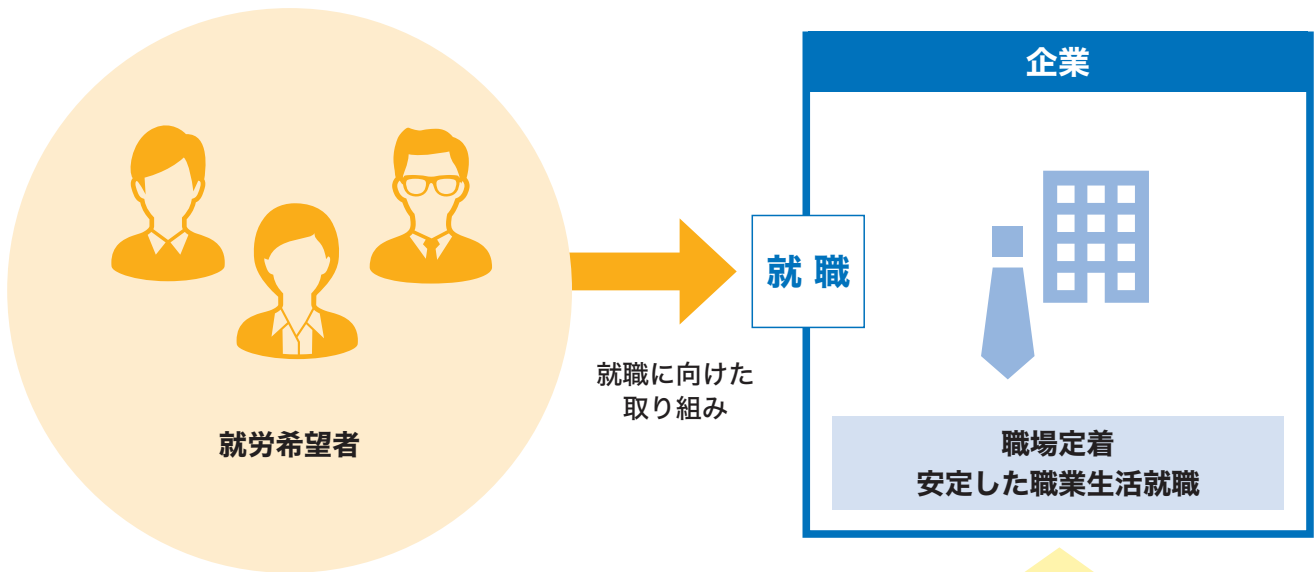 就労希望者
就職に向けた
取り組み
就職
企業
職場定着
安定した職業生活就職